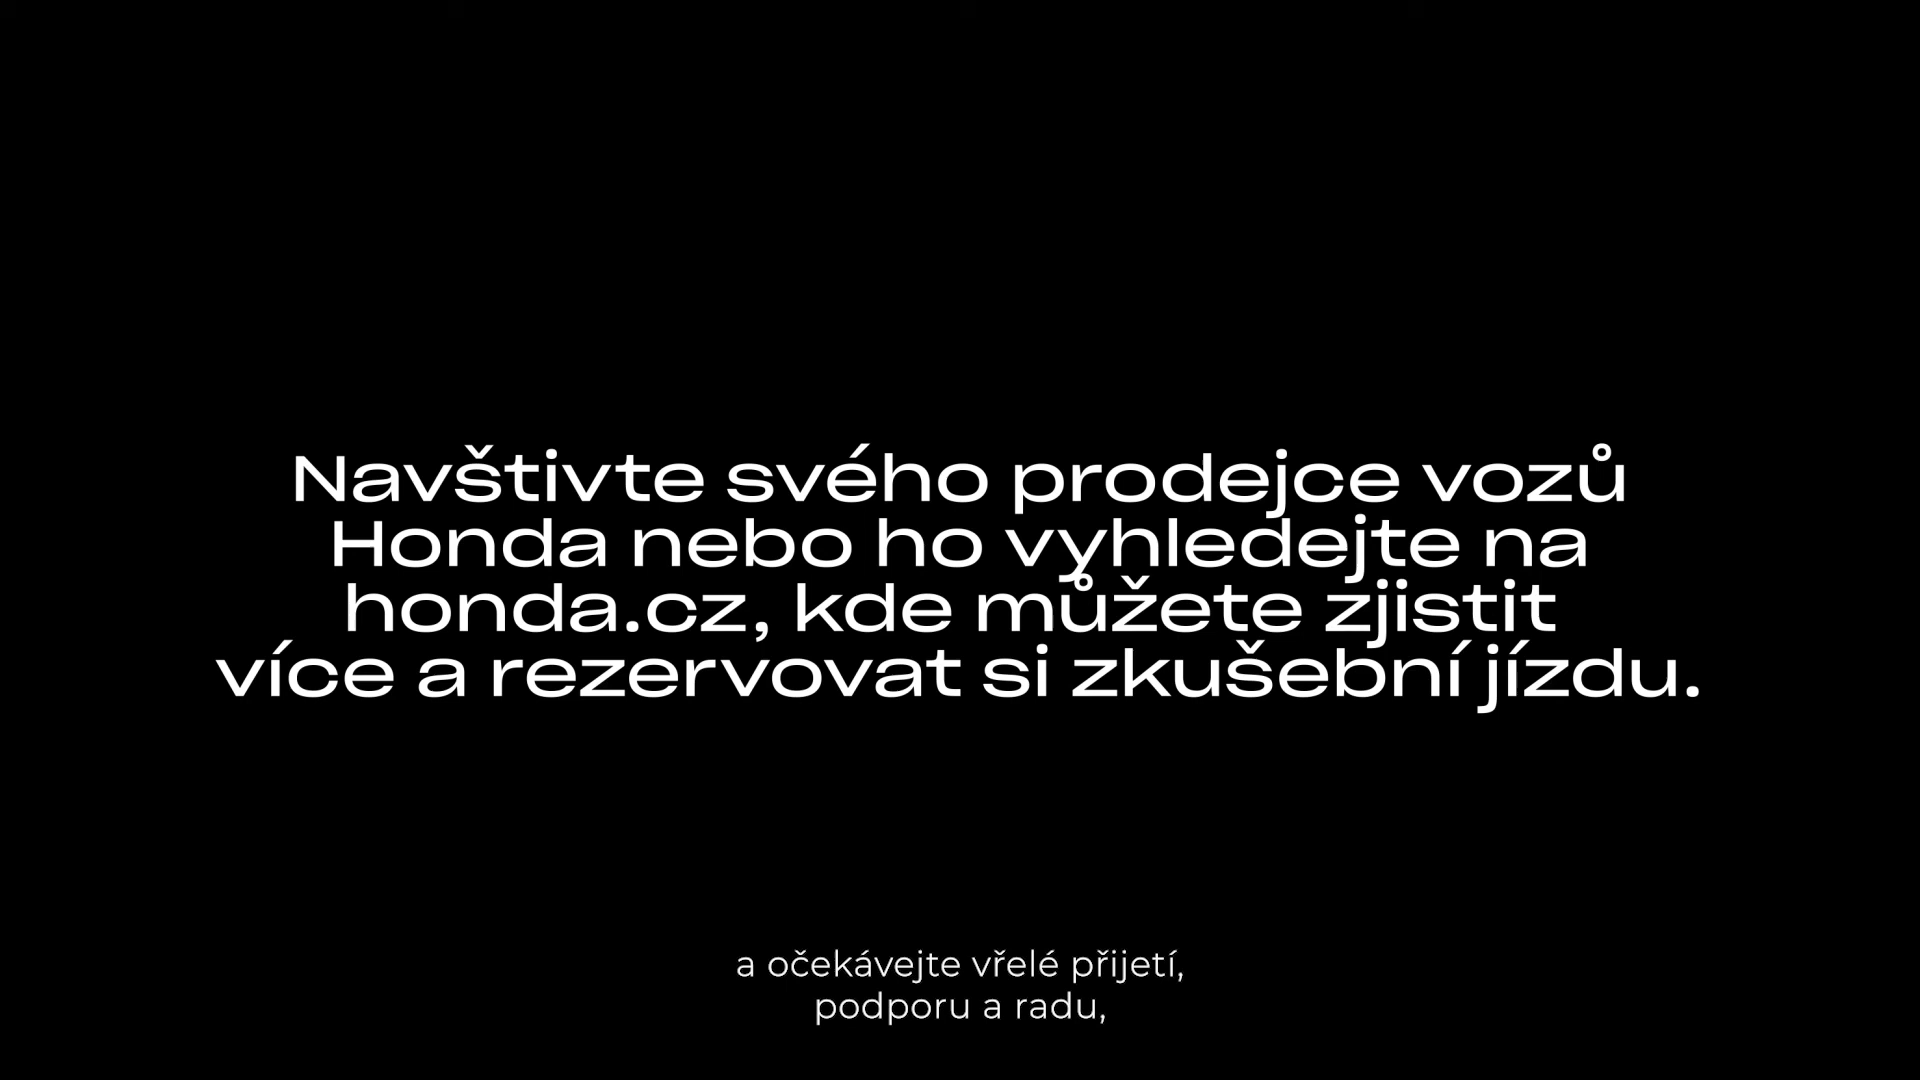 Navštivte svého prodejce vozů
Honda nebo ho vyhledejte na
honda.cz, kde můžete zjistit
více a rezervovat si zkušební jízdu.
a očekávejte vřelé přijetí,
podporu a radu,